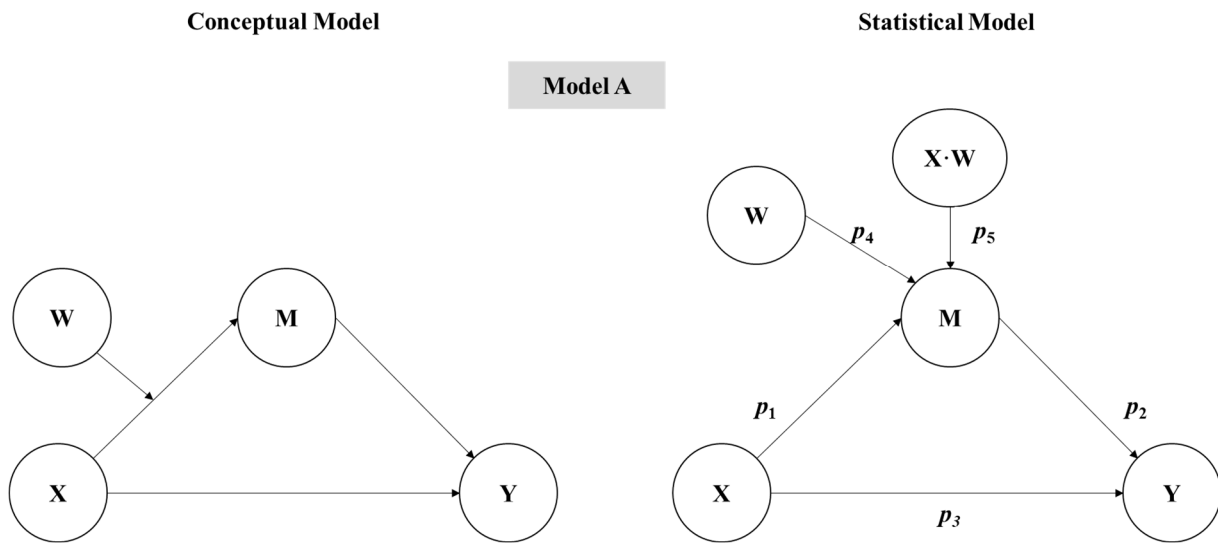 Conceptual Model
Statistical Model
Model A
X·W
W
p4
p5
W
M
M
p1
p2
X
Y
X
Y
p3